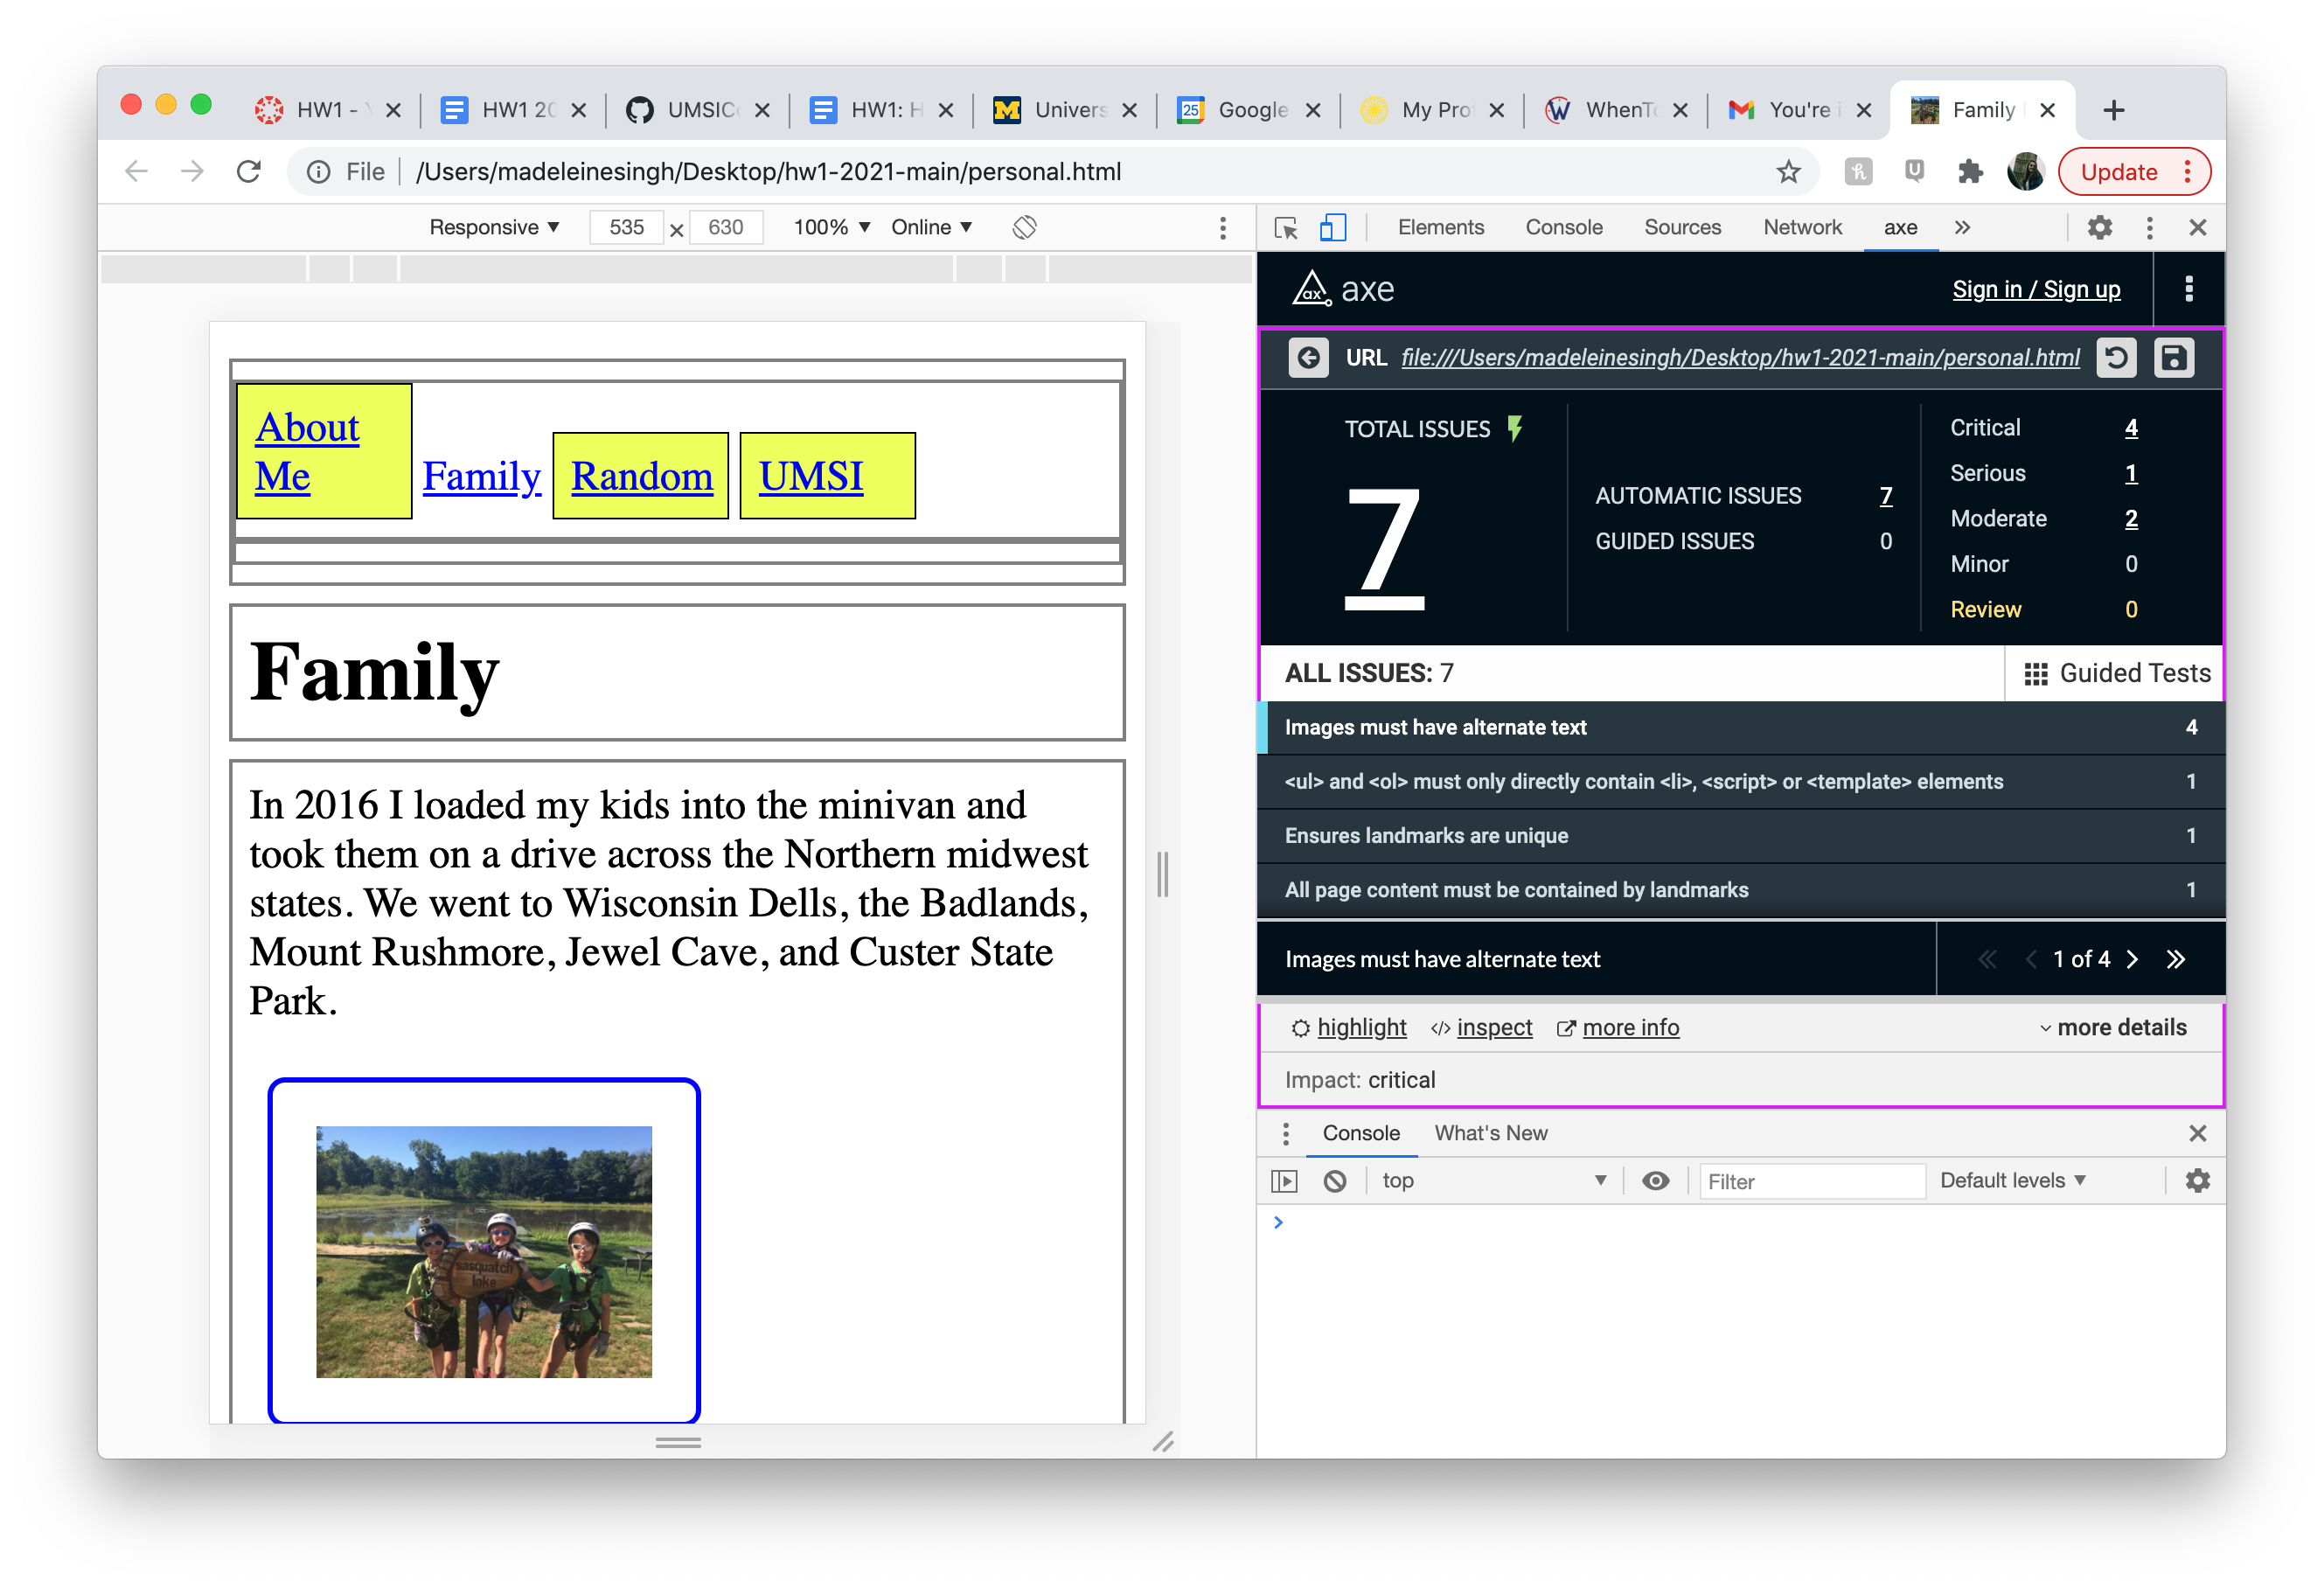 HW1 -
HW1 20
UMSIC
HW1: H
Univers
25
Google
My Pro
WhenTo
You're i
Family
File
/Users/madeleinesingh/Desktop/hw1-2021-main/personal.html
Update
Responsive
535
×
630
100%
Online
Elements
Console
Sources
Network
axe
ax
axe
Sign in / Sign up
URL
file:///Users/madeleinesingh/Desktop/hw1-2021-main/personal.html
TOTAL ISSUES
7
AUTOMATIC ISSUES 7
GUIDED ISSUES 0
Critical 4
Serious 1
Moderate 2
Minor 0
Review 0
ALL ISSUES: 7
Guided Tests
Images must have alternate text 4
<ul> and <ol> must only directly contain <li>, <script> or <template> elements 1
Ensures landmarks are unique 1
All page content must be contained by landmarks 1
Images must have alternate text
1 of 4
highlight
</> inspect
more info
more details
Impact: critical
Console
What's New
top
Filter
Default levels
About
Me
Family
Random
UMSI
Family
In 2016 I loaded my kids into the minivan and
took them on a drive across the Northern midwest
states. We went to Wisconsin Dells, the Badlands,
Mount Rushmore, Jewel Cave, and Custer State
Park.
sasquatch
lake